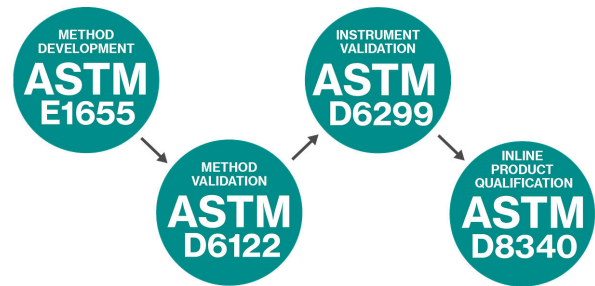 METHOD
DEVELOPMENT
ASTM
E1655
METHOD
VALIDATION
ASTM
D6122
INSTRUMENT
VALIDATION
ASTM
D6299
INLINE
PRODUCT
QUALIFICATION
ASTM
D8340